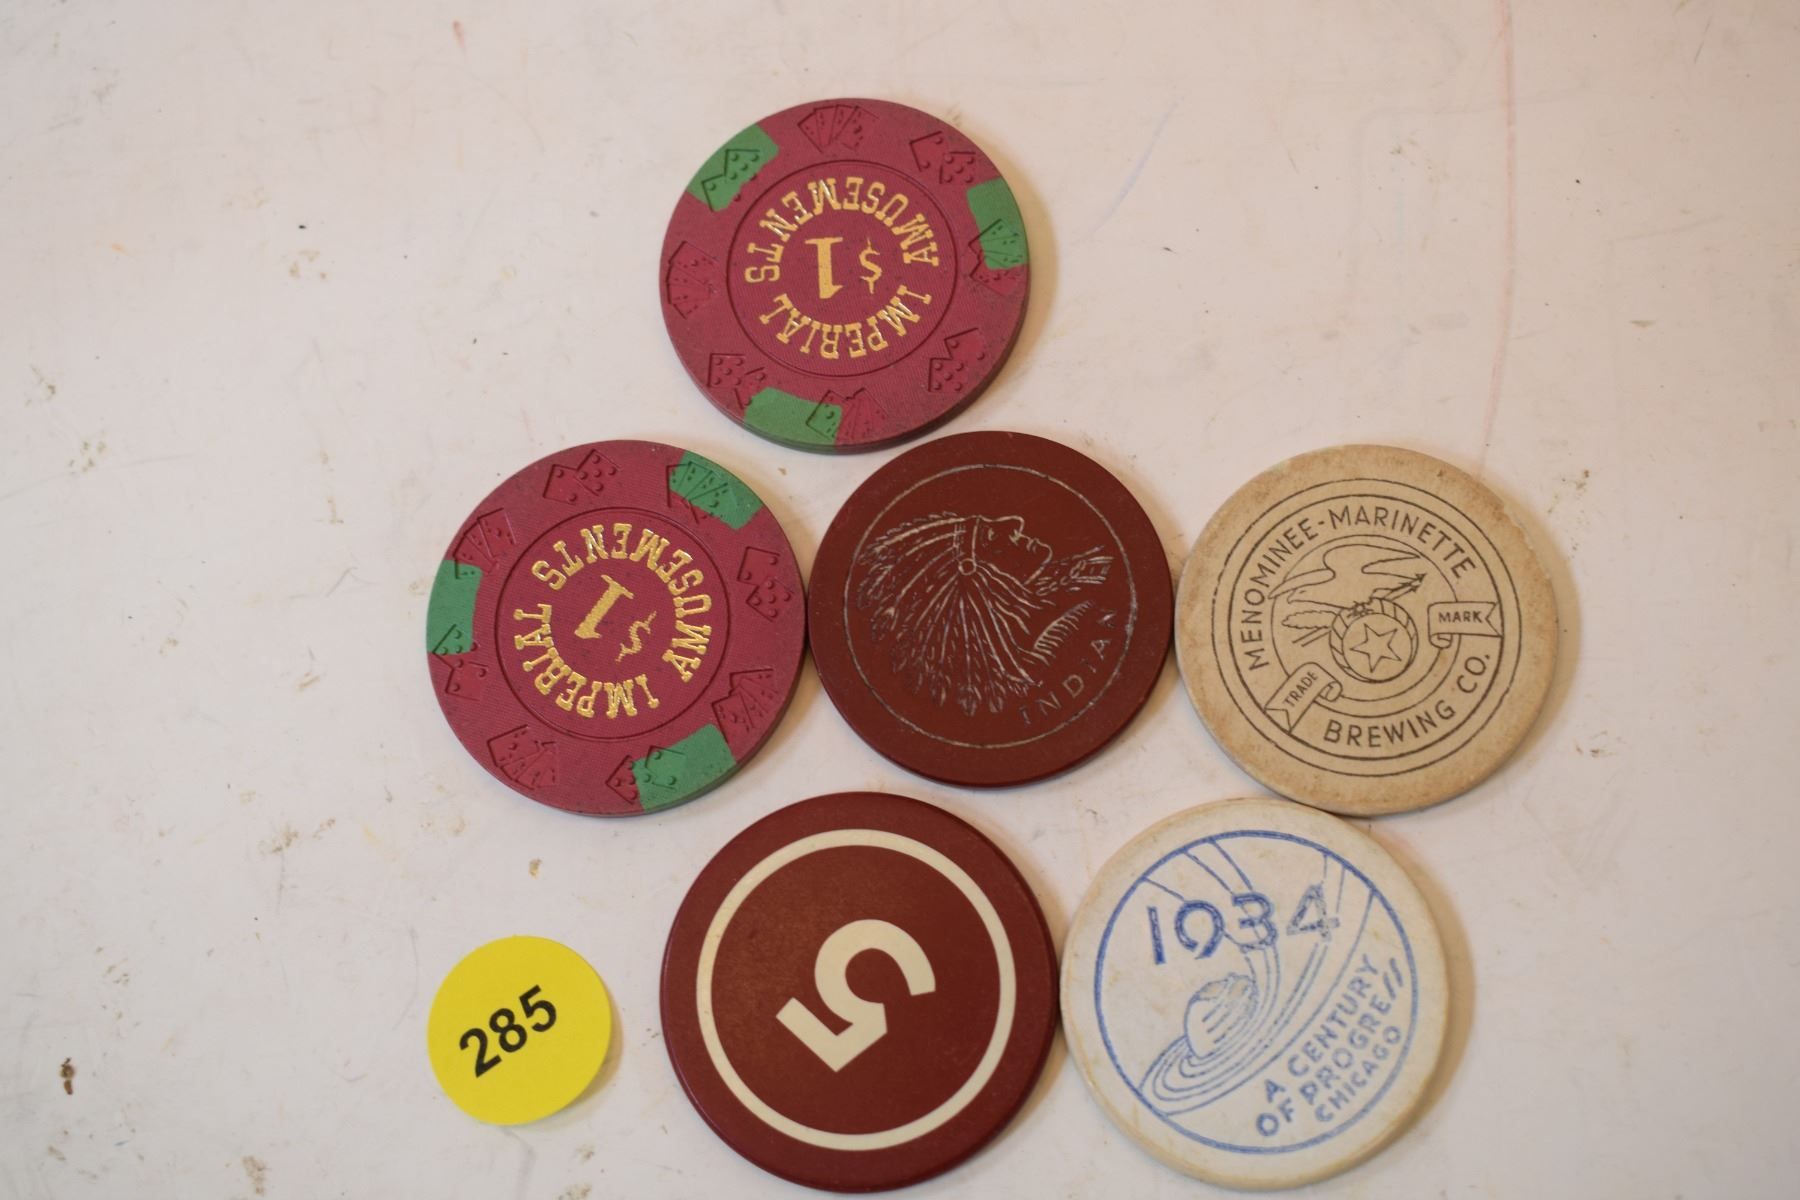 IMPERIAL
AMUSEMENTS
$1
IMPERIAL
AMUSEMENTS
$1
INDIAN
MENOMINEE-MARINETTE
BREWING CO.
TRADE
MARK
5
1934
A CENTURY
OF PROGRESS
CHICAGO
285